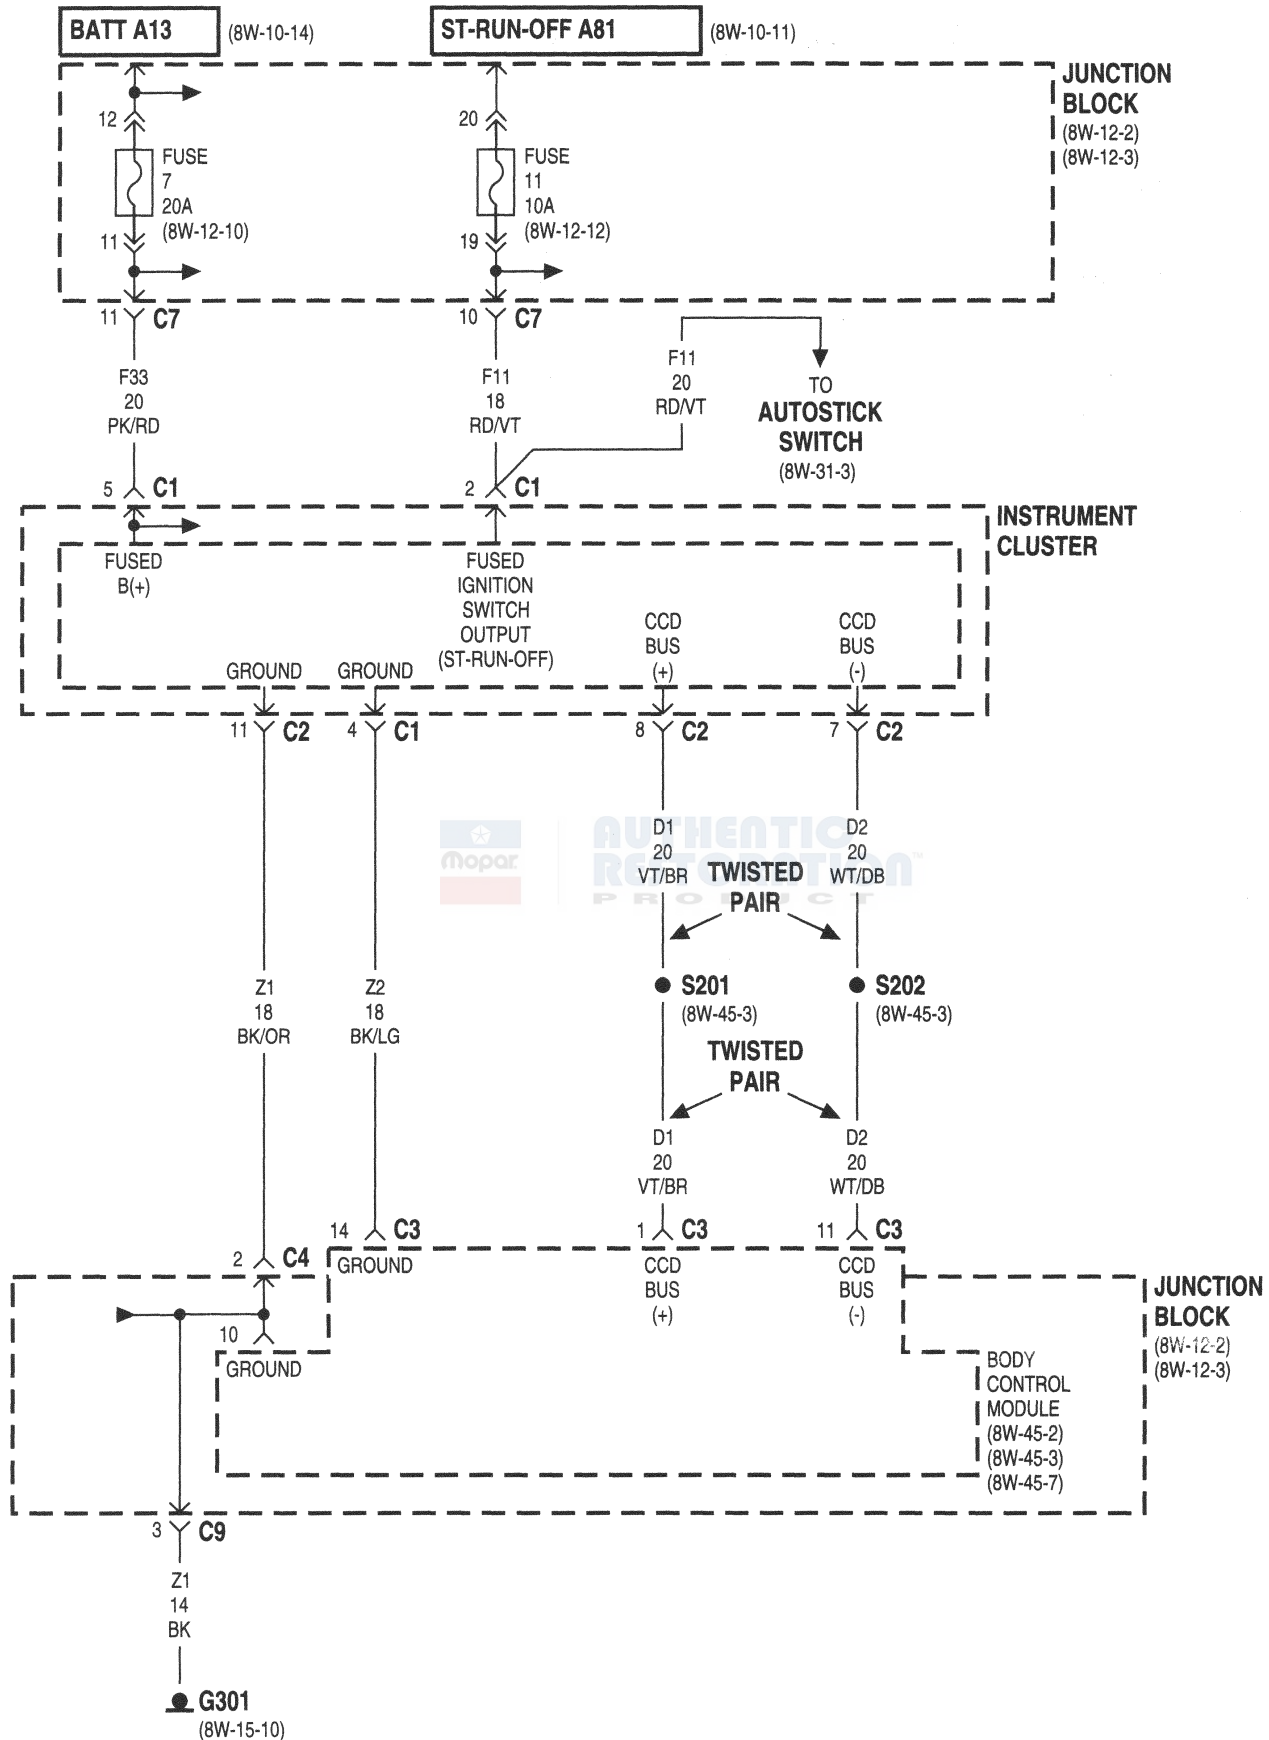 BATT A13
(8W-10-14)
ST-RUN-OFF A81
(8W-10-11)
JUNCTION
BLOCK
(8W-12-2)
(8W-12-3)
12
FUSE
7
20A
(8W-12-10)
11
20
FUSE
11
10A
(8W-12-12)
19
11
C7
10
C7
F33
20
PK/RD
F11
18
RD/VT
F11
20
RD/VT
TO
AUTOSTICK
SWITCH
(8W-31-3)
5
C1
2
C1
INSTRUMENT
CLUSTER
FUSED
B(+)
FUSED
IGNITION
SWITCH
OUTPUT
(ST-RUN-OFF)
CCD
BUS
(+)
CCD
BUS
(-)
GROUND
GROUND
11
C2
4
C1
8
C2
7
C2
Mopar
AUTHENTIC
RESTORATION™
PRODUCT
D1
20
VT/BR
TWISTED
PAIR
D2
20
WT/DB
Z1
18
BK/OR
Z2
18
BK/LG
S201
(8W-45-3)
S202
(8W-45-3)
TWISTED
PAIR
D1
20
VT/BR
D2
20
WT/DB
2
C4
14
C3
1
C3
11
C3
GROUND
CCD
BUS
(+)
CCD
BUS
(-)
10
GROUND
JUNCTION
BLOCK
(8W-12-2)
(8W-12-3)
BODY
CONTROL
MODULE
(8W-45-2)
(8W-45-3)
(8W-45-7)
3
C9
Z1
14
BK
G301
(8W-15-10)